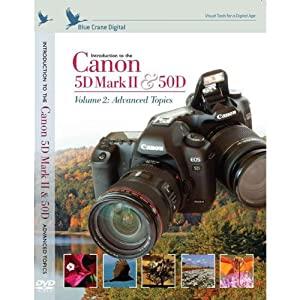 Blue Crane Digital
Visual Tools for a Digital Age
Introduction to the
Canon
5D Mark II & 50D
Volume 2: Advanced Topics
INTRODUCTION TO THE Canon 5D Mark II & 50D ADVANCED TOPICS
DVD
Canon
EOS
5D